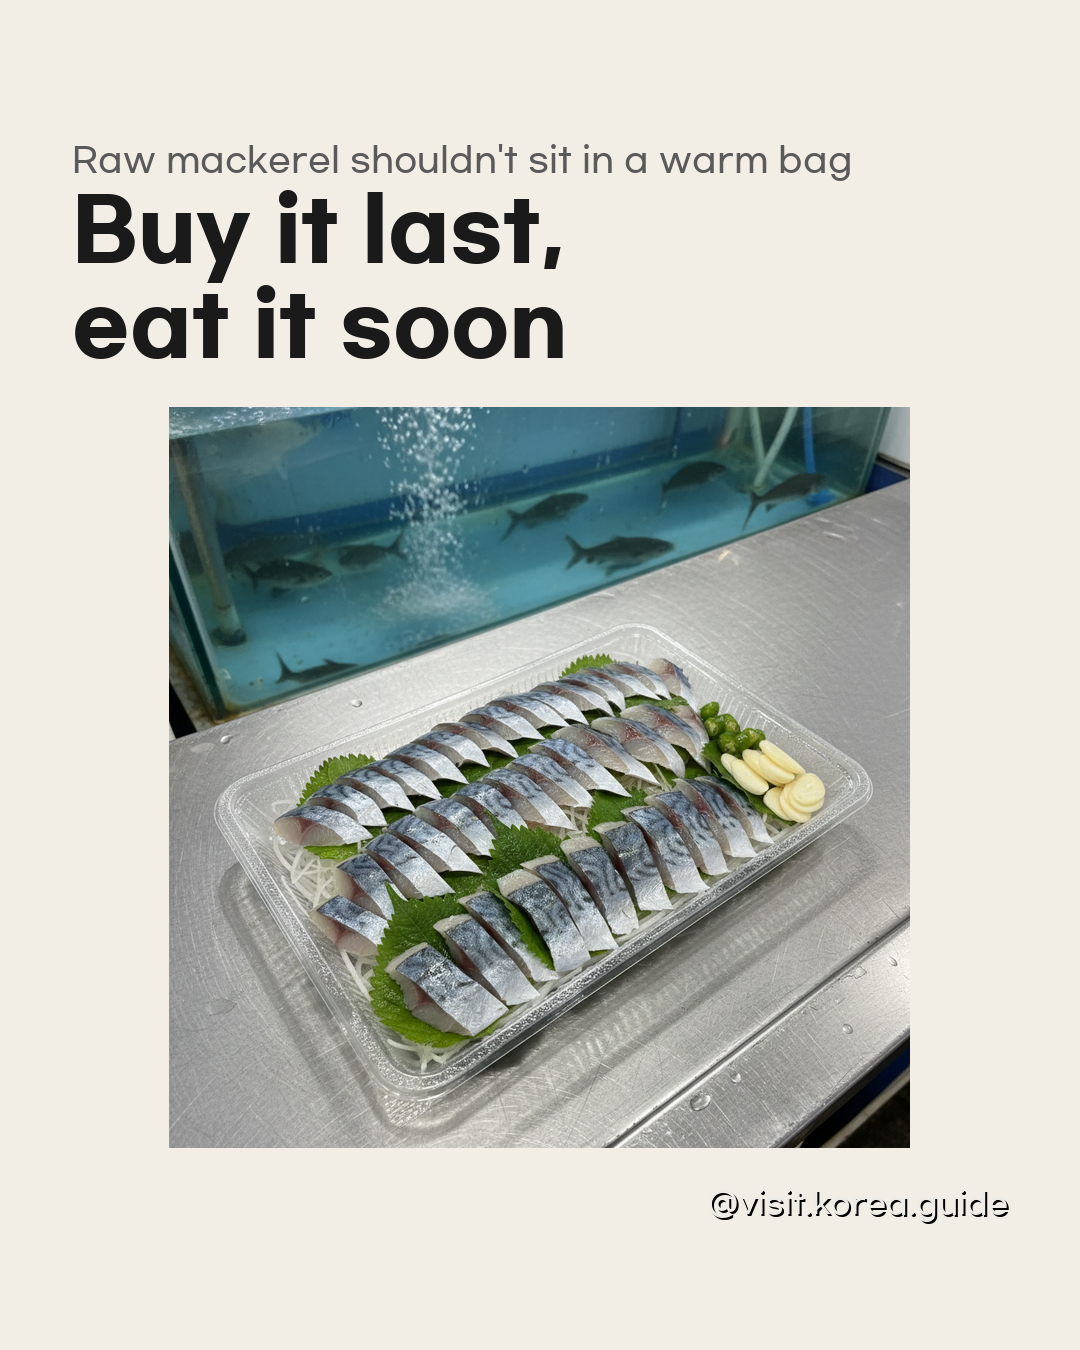 Raw mackerel shouldn't sit in a warm bag
Buy it last,
eat it soon
@visit.korea.guide